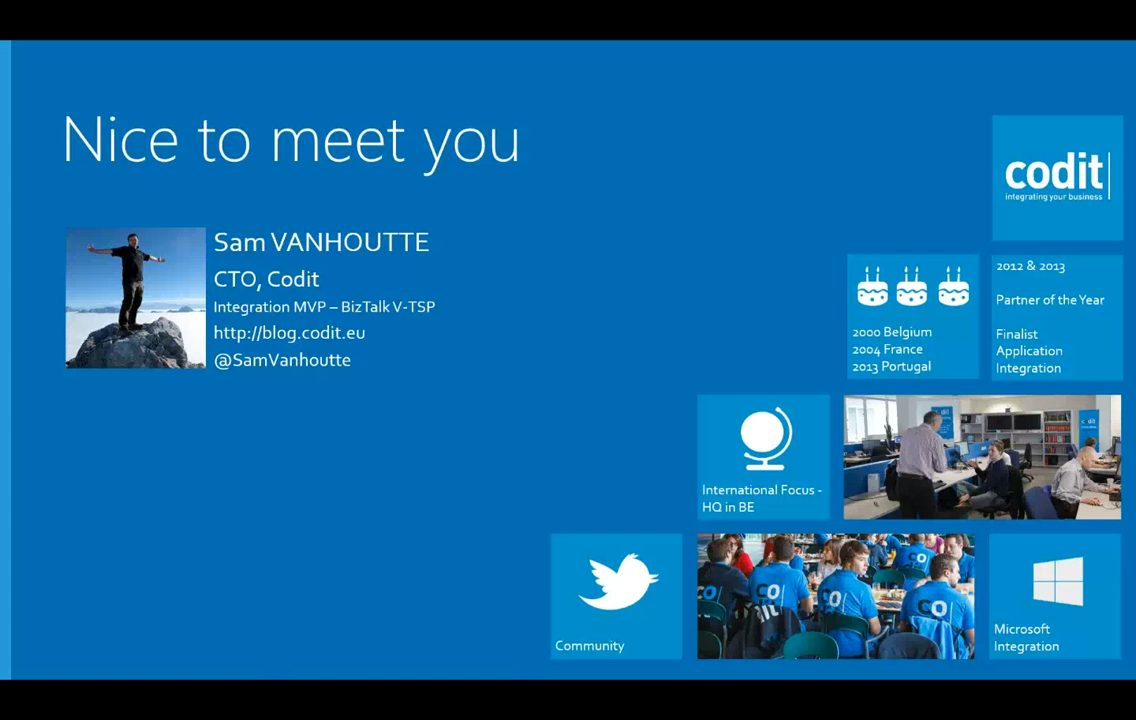 Nice to meet you
Sam VANHOUTTE
CTO, Codit
Integration MVP – BizTalk V-TSP
http://blog.codit.eu
@SamVanhoutte
codit
integrating your business
2000 Belgium
2004 France
2013 Portugal
2012 & 2013
Partner of the Year
Finalist
Application
Integration
International Focus -
HQ in BE
Community
Microsoft
Integration